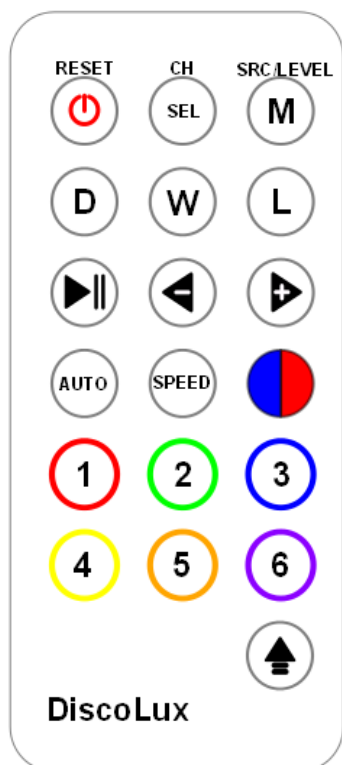 RESET CH SRC/LEVEL
SEL M
D W L
- +
AUTO SPEED
1 2 3
4 5 6
DiscoLux